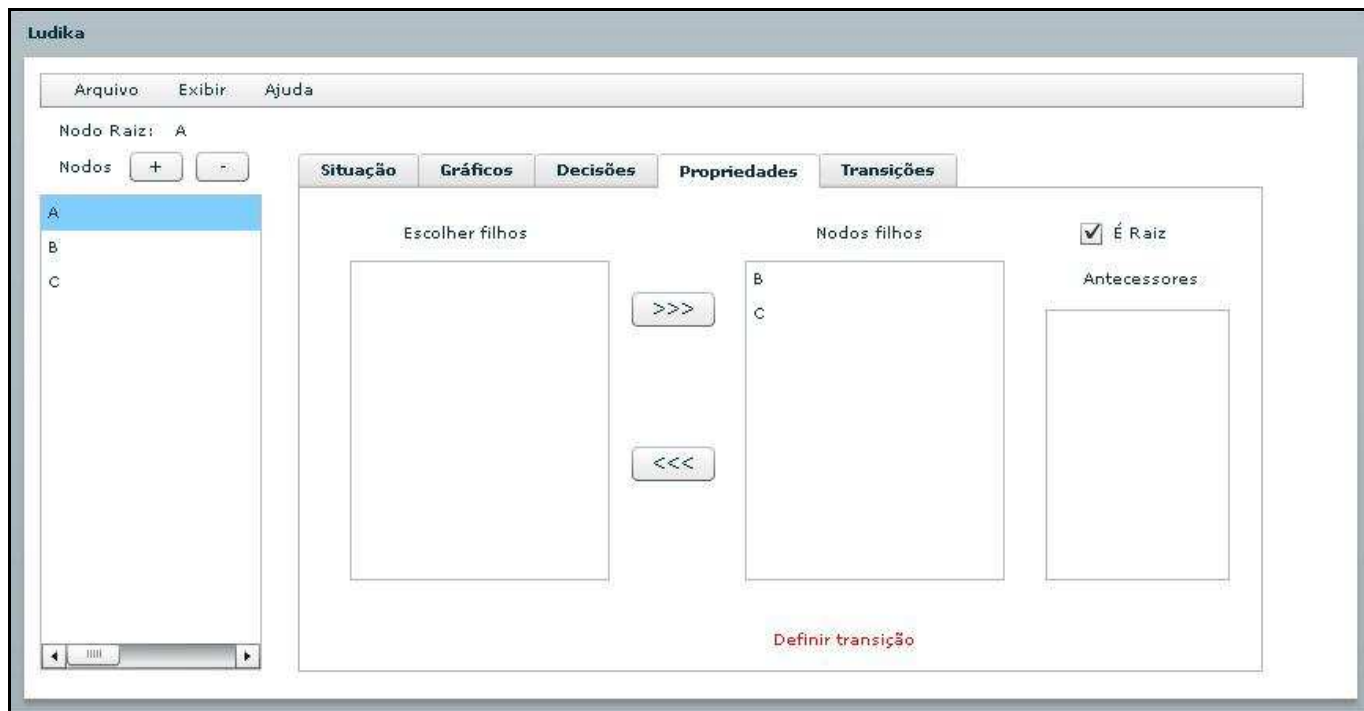 Ludika
Arquivo Exibir Ajuda
Nodo Raiz: A
Nodos + -
A
B
C
Situação Gráficos Decisões Propriedades Transições
Escolher filhos
>>>
<<<
Nodos filhos
B
C
É Raiz
Antecessores
Definir transição